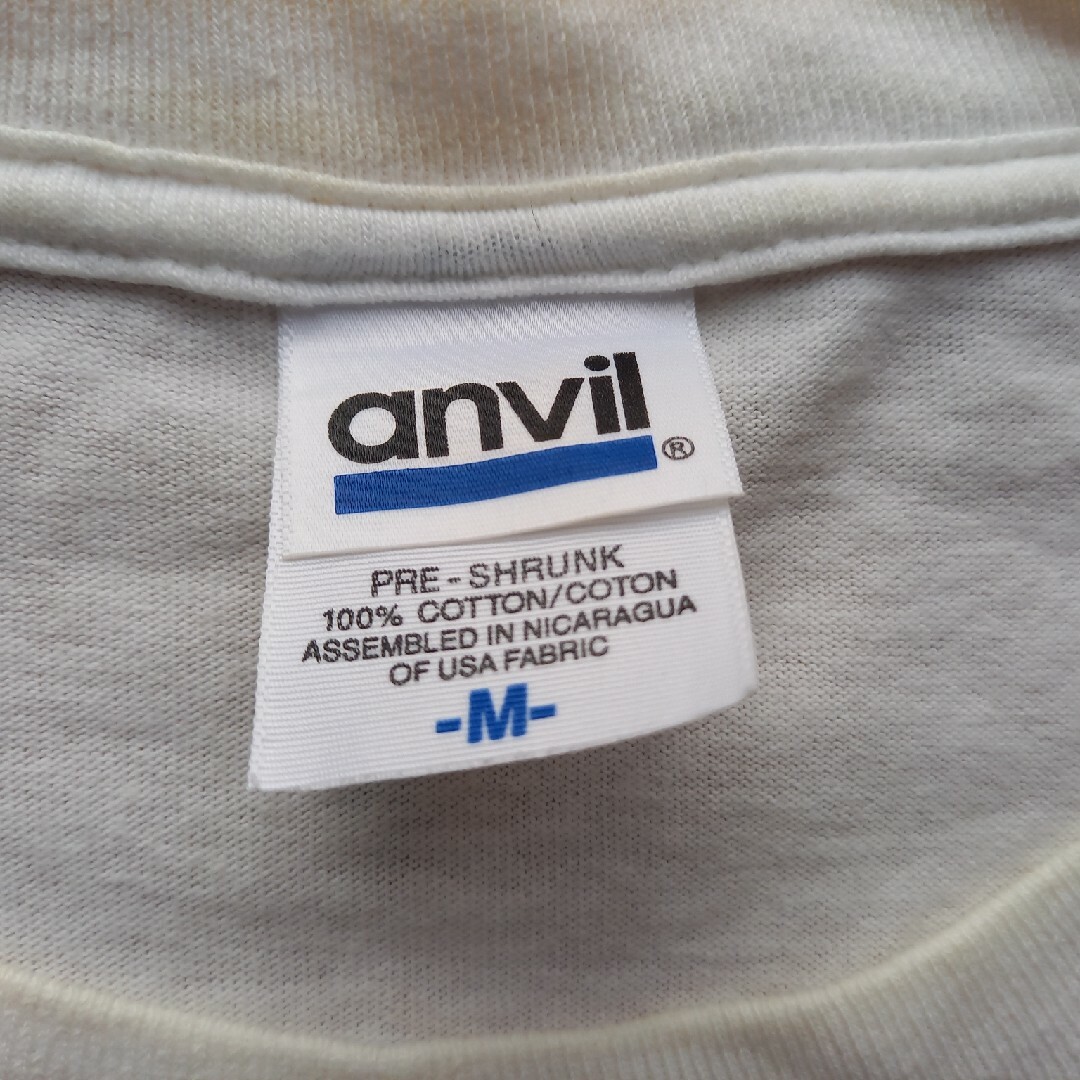 anvil ®
PRE-SHRUNK
100% COTTON/COTON
ASSEMBLED IN NICARAGUA
OF USA FABRIC
-M-